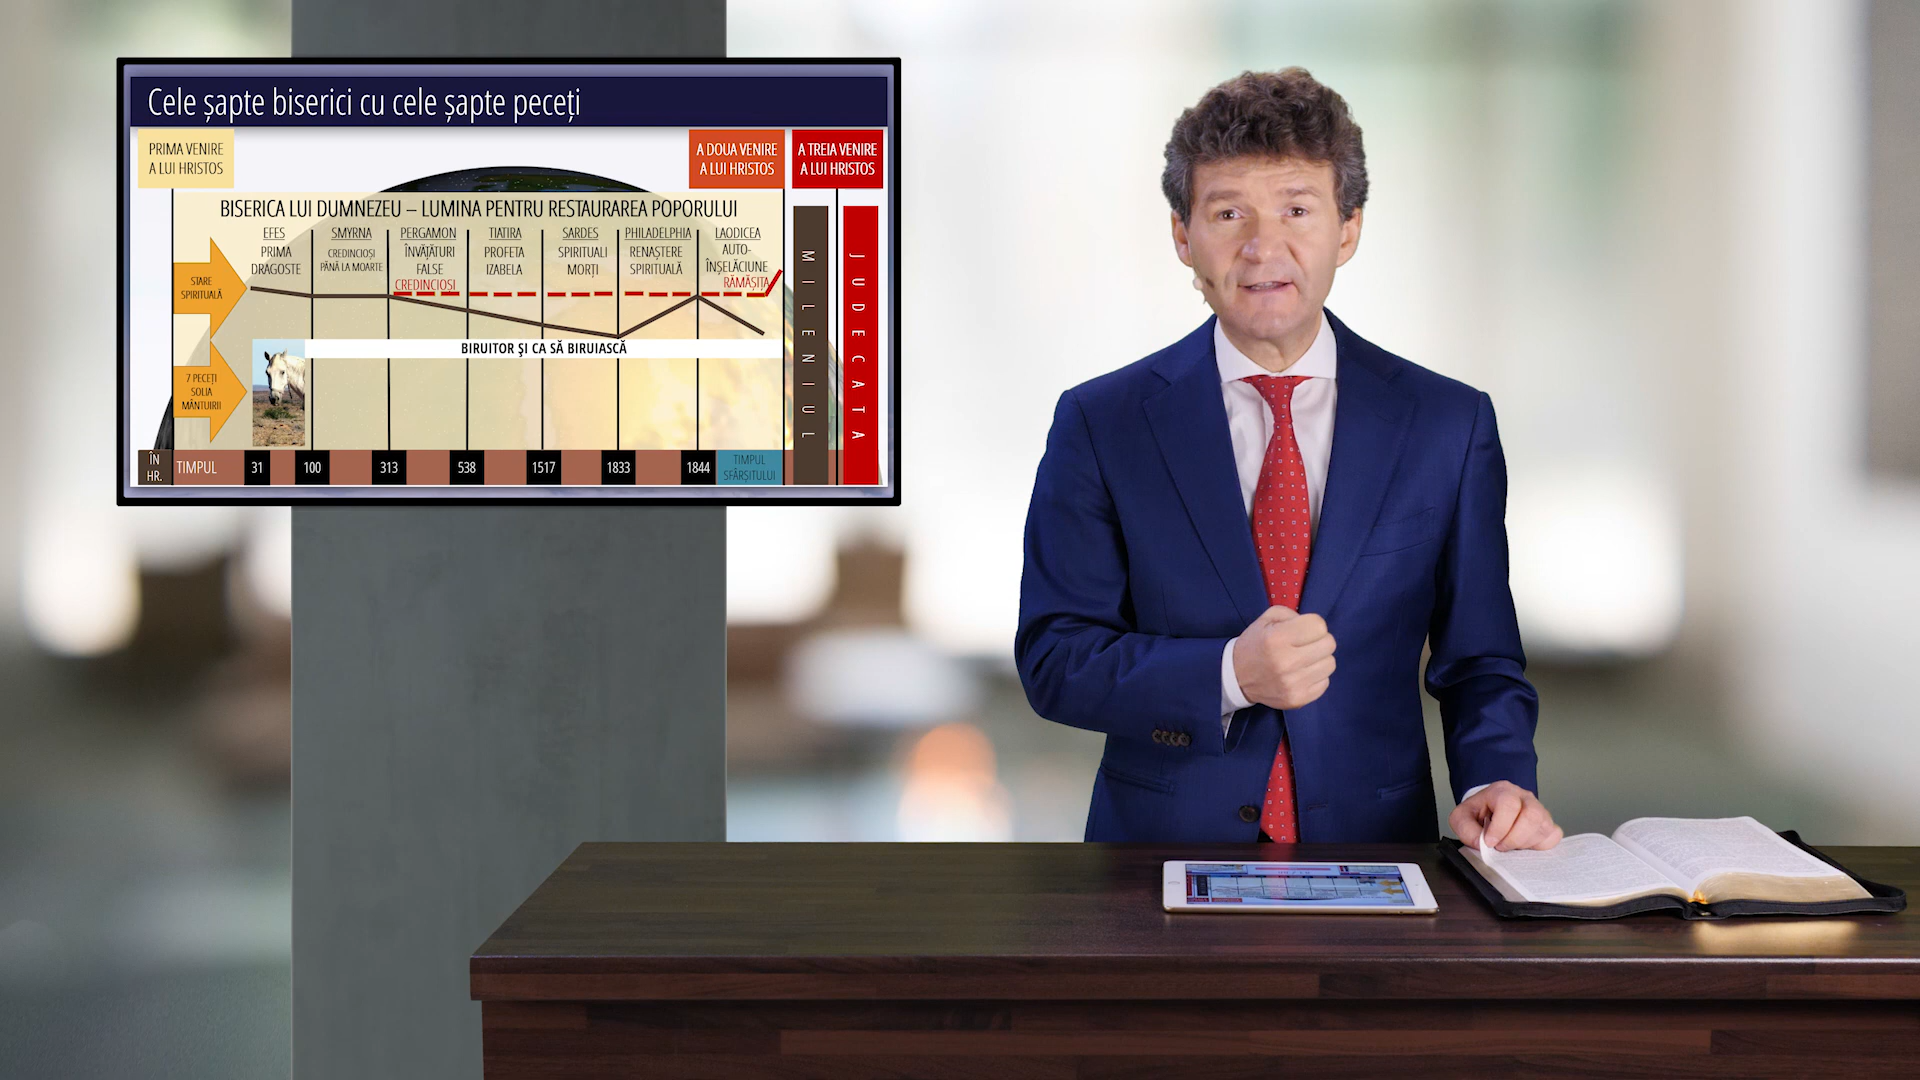 Cele șapte biserici cu cele șapte peceți
PRIMA VENIRE
A LUI HRISTOS
A DOUA VENIRE
A LUI HRISTOS
A TREIA VENIRE
A LUI HRISTOS
BISERICA LUI DUMNEZEU – LUMINA PENTRU RESTAURAREA POPORULUI
EFES
PRIMA
DRAGOSTE
SMYRNA
CREDINCIOȘI
PÂNĂ LA MOARTE
PERGAMON
ÎNVĂȚĂTURI
FALSE
CREDINCIOȘI
TIATIRA
PROFETA
IZABELA
SARDES
SPIRITUALI
MORȚI
PHILADELPHIA
RENAȘTERE
SPIRITUALĂ
LAODICEA
AUTO-
ÎNȘELĂCIUNE
RĂMĂȘIȚA
STARE
SPIRITUALĂ
BIRUITOR ŞI CA SĂ BIRUIASCĂ
7 PECEȚI
SOLIA
MÂNTUIRII
MILENIUL
JUDECATA
ÎN
HR.
TIMPUL
31
100
313
538
1517
1833
1844
TIMPUL
SFÂRȘITULUI